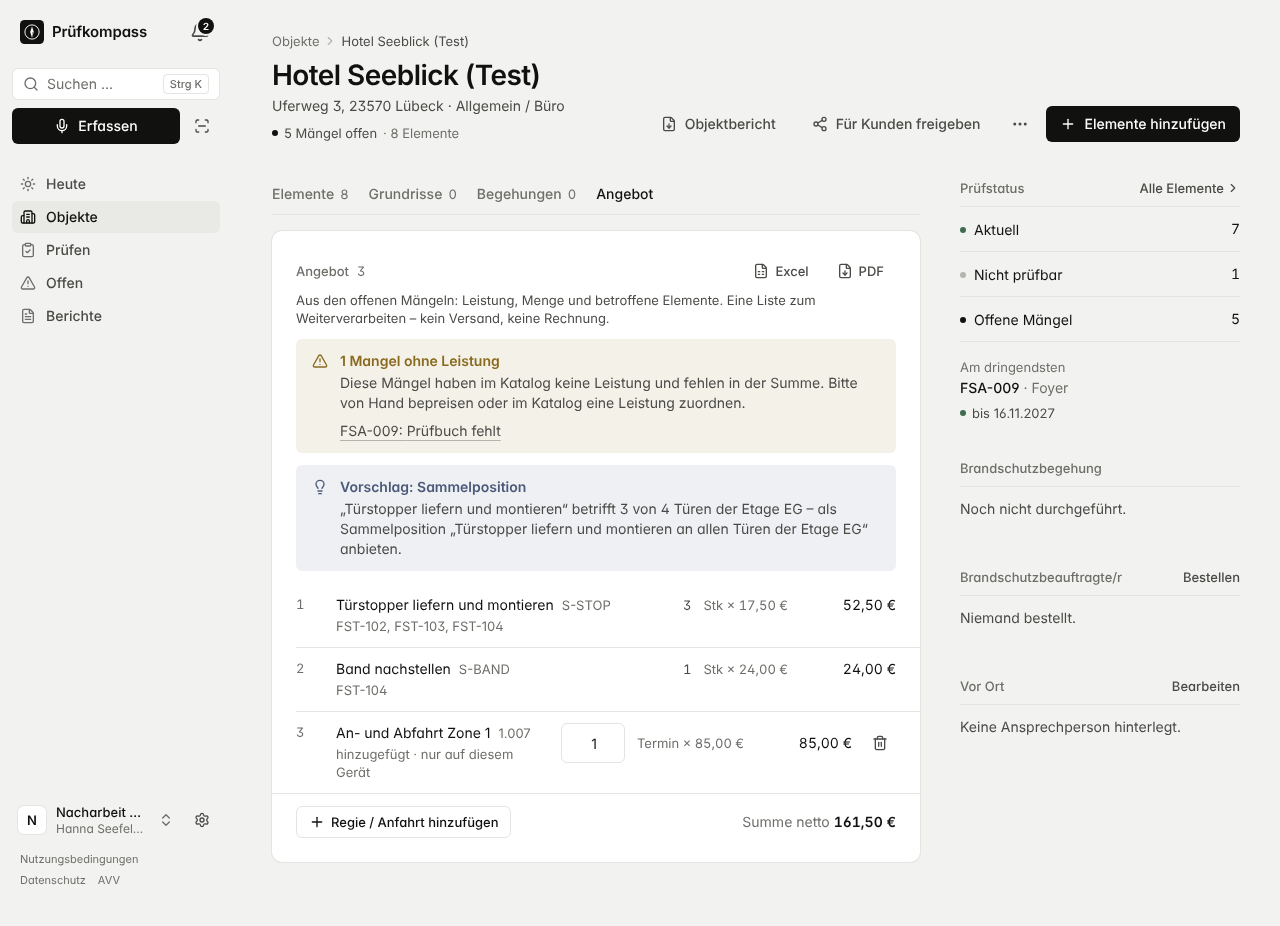 Prüfkompass
2
Suchen ...
Strg K
Erfassen
Heute
Objekte
Prüfen
Offen
Berichte
N
Nacharbeit ...
Hanna Seefel...
Nutzungsbedingungen
Datenschutz AVV
Objekte > Hotel Seeblick (Test)
Hotel Seeblick (Test)
Uferweg 3, 23570 Lübeck · Allgemein / Büro
5 Mängel offen · 8 Elemente
Objektbericht
Für Kunden freigeben
Elemente hinzufügen
Elemente 8 Grundrisse 0 Begehungen 0 Angebot
Angebot 3
Excel
PDF
Aus den offenen Mängeln: Leistung, Menge und betroffene Elemente. Eine Liste zum
Weiterverarbeiten – kein Versand, keine Rechnung.
1 Mangel ohne Leistung
Diese Mängel haben im Katalog keine Leistung und fehlen in der Summe. Bitte
von Hand bepreisen oder im Katalog eine Leistung zuordnen.
FSA-009: Prüfbuch fehlt
Vorschlag: Sammelposition
„Türstopper liefern und montieren“ betrifft 3 von 4 Türen der Etage EG – als
Sammelposition „Türstopper liefern und montieren an allen Türen der Etage EG“
anbieten.
1 Türstopper liefern und montieren S-STOP 3 Stk × 17,50 € 52,50 €
FST-102, FST-103, FST-104
2 Band nachstellen S-BAND 1 Stk × 24,00 € 24,00 €
FST-104
3 An- und Abfahrt Zone 1 1.007 1 Termin × 85,00 € 85,00 €
hinzugefügt · nur auf diesem
Gerät
Regie / Anfahrt hinzufügen
Summe netto 161,50 €
Prüfstatus
Alle Elemente >
Aktuell 7
Nicht prüfbar 1
Offene Mängel 5
Am dringendsten
FSA-009 · Foyer
bis 16.11.2027
Brandschutzbegehung
Noch nicht durchgeführt.
Brandschutzbeauftragte/r Bestellen
Niemand bestellt.
Vor Ort Bearbeiten
Keine Ansprechperson hinterlegt.